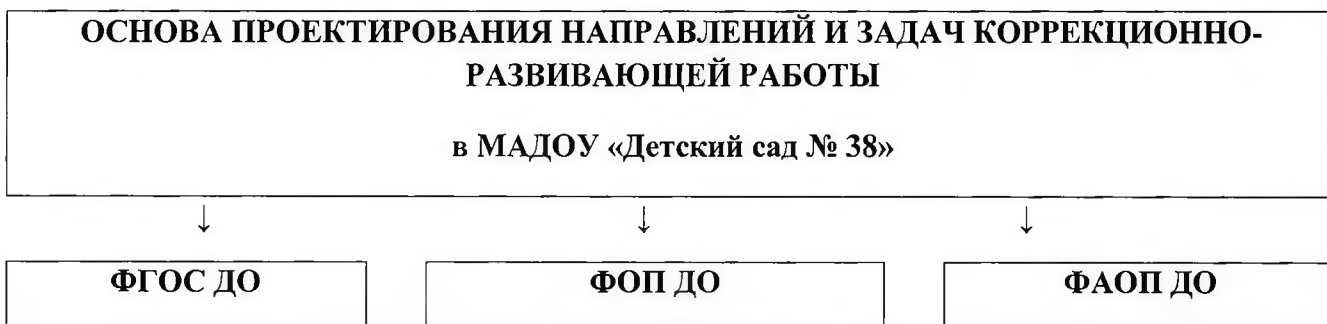 ОСНОВА ПРОЕКТИРОВАНИЯ НАПРАВЛЕНИЙ И ЗАДАЧ КОРРЕКЦИОННО-
РАЗВИВАЮЩЕЙ РАБОТЫ
в МАДОУ «Детский сад № 38»
↓ ↓ ↓
ФГОС ДО ФОП ДО ФАОП ДО